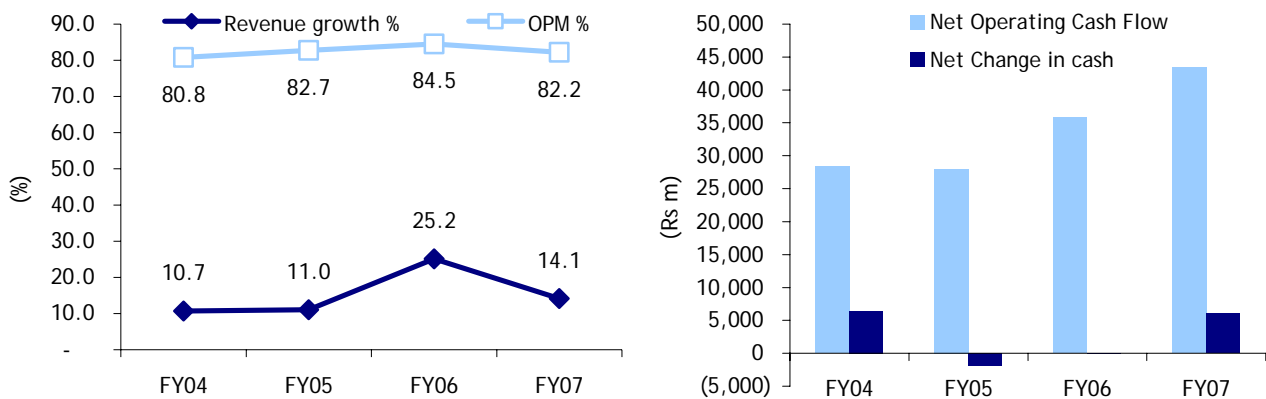 Revenue growth %
OPM %
90.0
80.0
70.0
60.0
50.0
40.0
30.0
20.0
10.0
-
(%)
80.8
82.7
84.5
82.2
10.7
11.0
25.2
14.1
FY04
FY05
FY06
FY07
Net Operating Cash Flow
Net Change in cash
50,000
45,000
40,000
35,000
30,000
25,000
20,000
15,000
10,000
5,000
0
(5,000)
(Rs m)
FY04
FY05
FY06
FY07